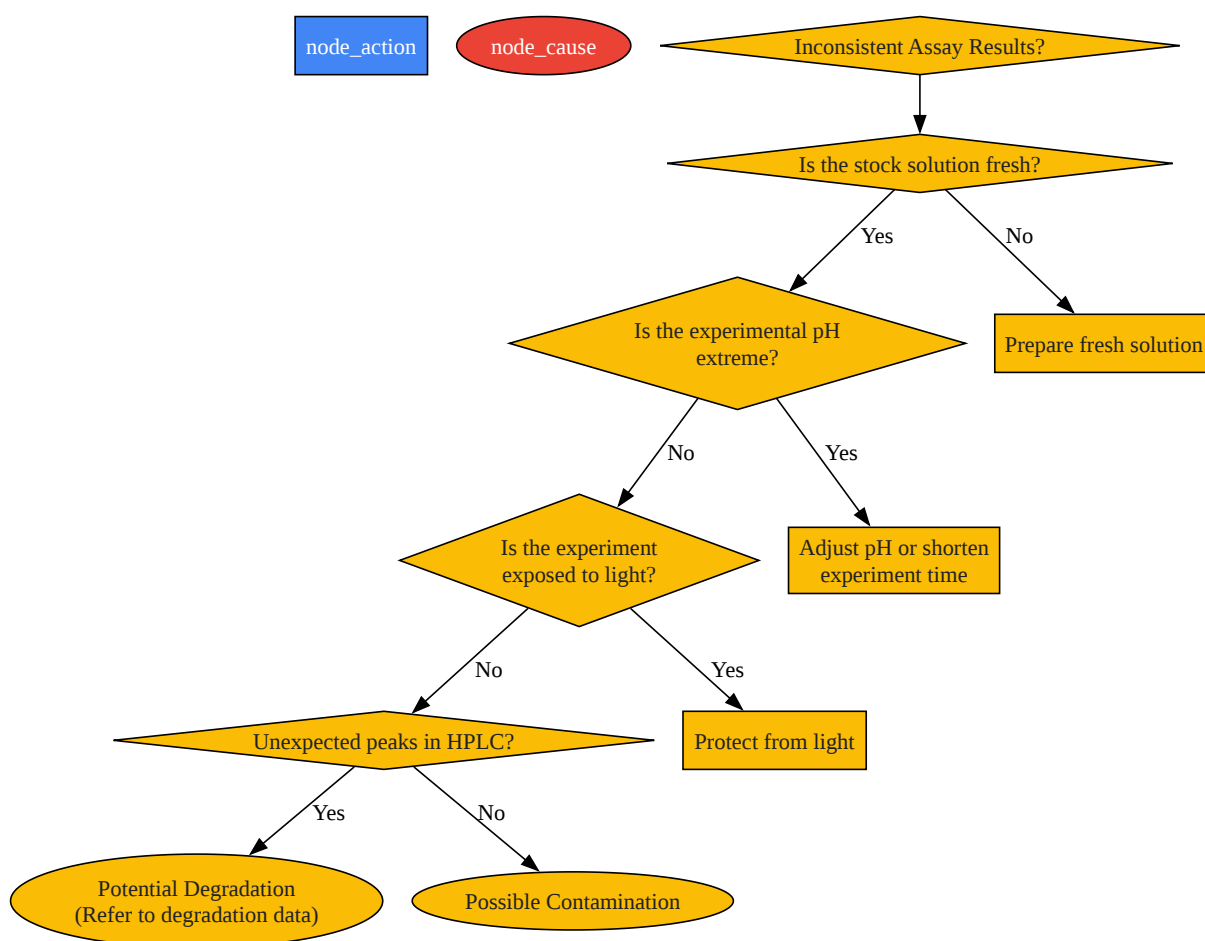 node_action
node_cause
Inconsistent Assay Results?
Is the stock solution fresh?
Yes
No
Is the experimental pH
extreme?
Prepare fresh solution
No
Yes
Is the experiment
exposed to light?
Adjust pH or shorten
experiment time
No
Yes
Unexpected peaks in HPLC?
Protect from light
Yes
No
Potential Degradation
(Refer to degradation data)
Possible Contamination